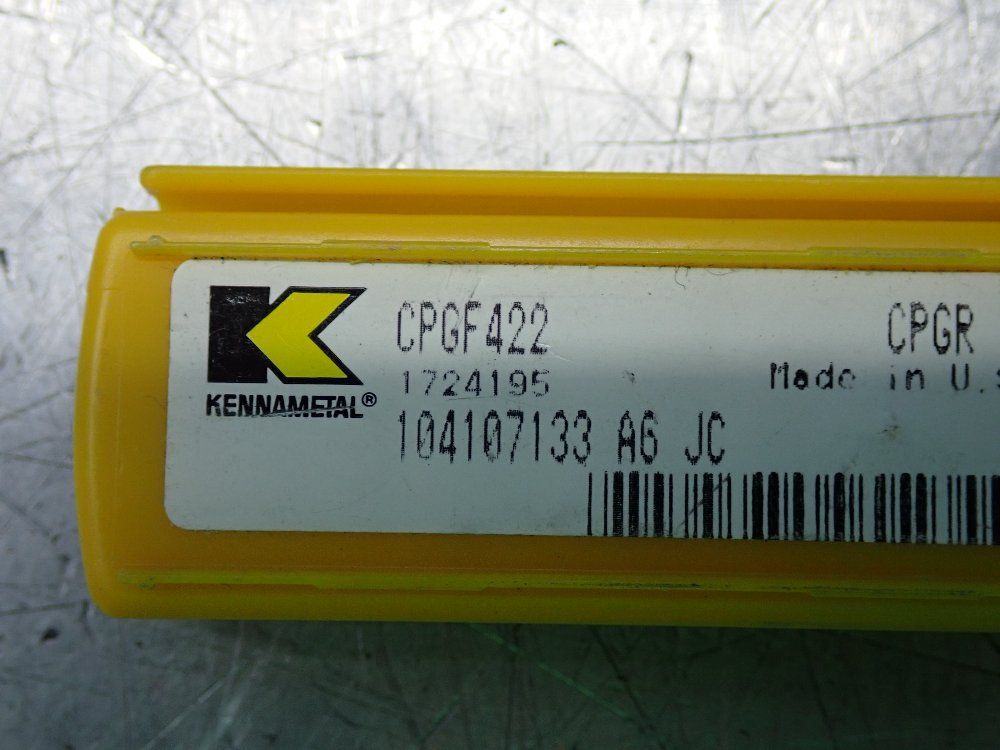 CPGF422 CPGR
1724195 Made in U.S
KENNAMETAL®
104107133 A6 JC